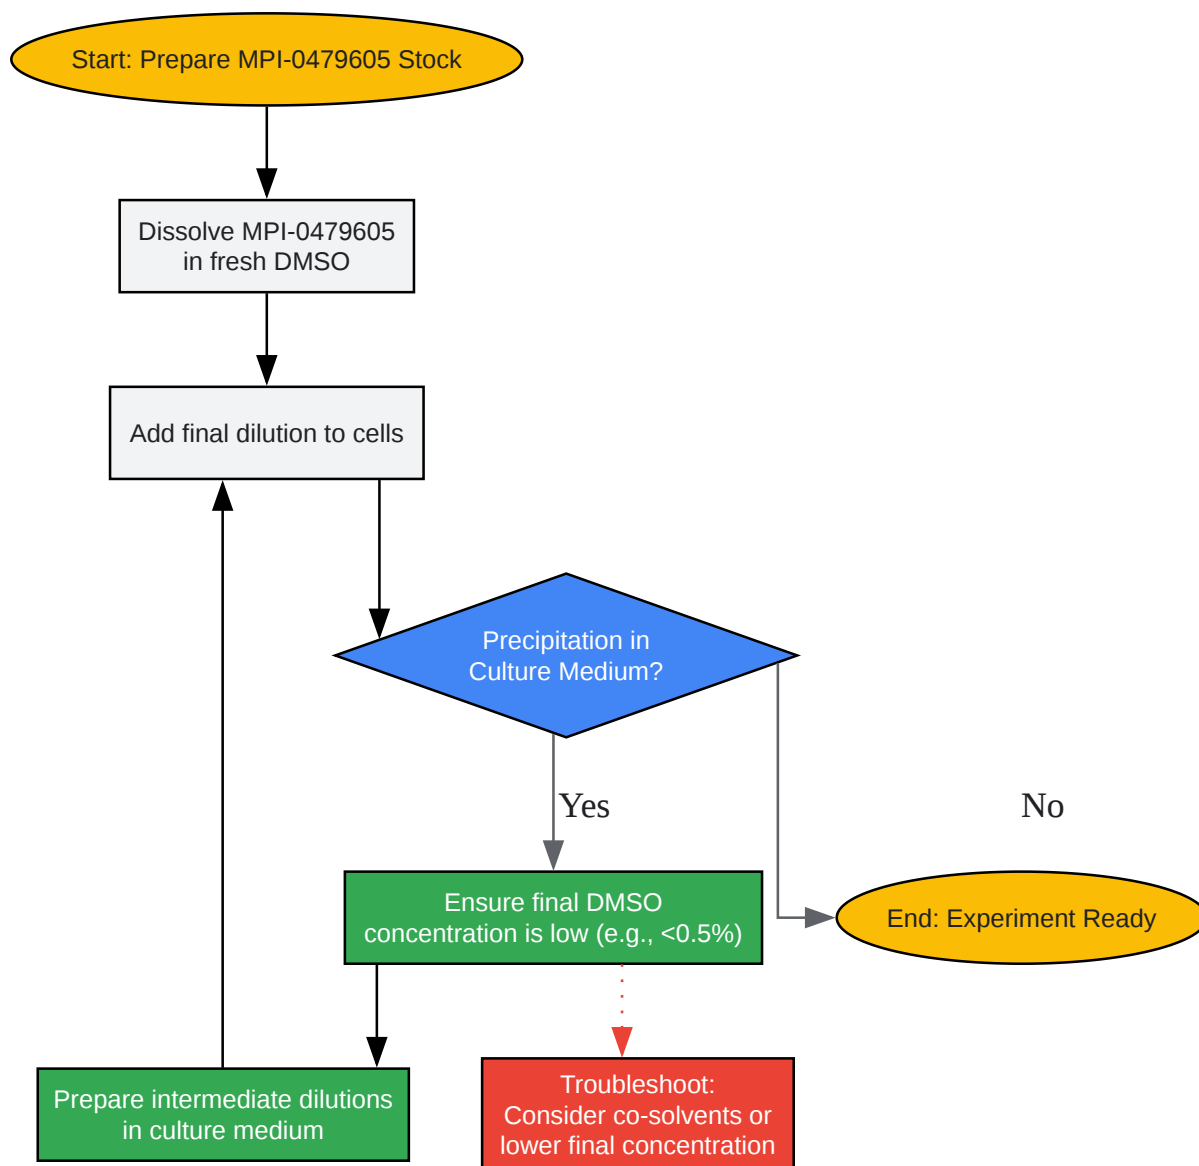 Start: Prepare MPI-0479605 Stock
Dissolve MPI-0479605
in fresh DMSO
Add final dilution to cells
Precipitation in
Culture Medium?
Yes
No
Ensure final DMSO
concentration is low (e.g., <0.5%)
End: Experiment Ready
Prepare intermediate dilutions
in culture medium
Troubleshoot:
Consider co-solvents or
lower final concentration